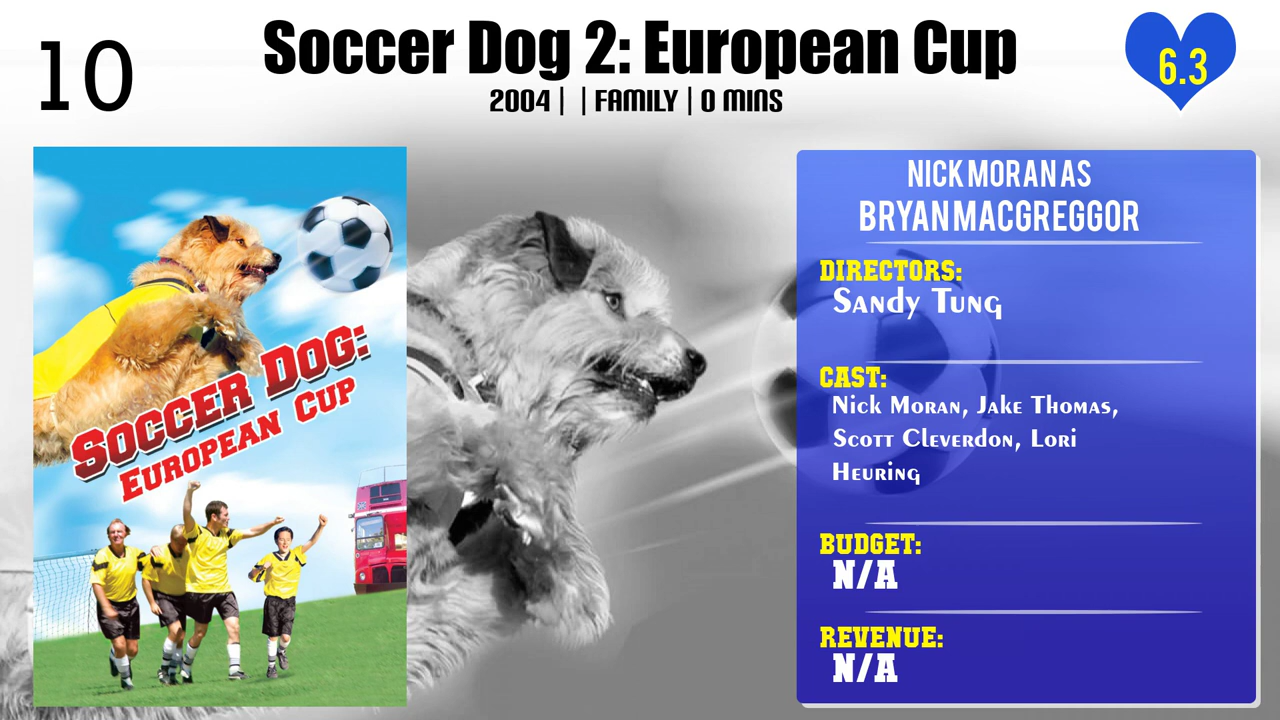 10
Soccer Dog 2: European Cup
2004 | | FAMILY | 0 MINS
6.3
SOCCER DOG:
EUROPEAN CUP
NICK MORAN AS
BRYAN MACGREGGOR
DIRECTORS:
Sandy Tung
CAST:
Nick Moran, Jake Thomas,
Scott Cleverdon, Lori
Heuring
BUDGET:
N/A
REVENUE:
N/A